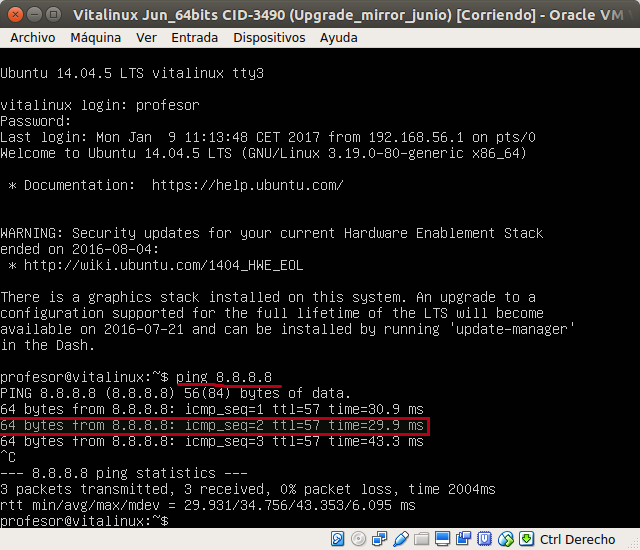 Vitalinux Jun_64bits CID-3490 (Upgrade_mirror_junio) [Corriendo] - Oracle VM
Archivo Máquina Ver Entrada Dispositivos Ayuda
Ubuntu 14.04.5 LTS vitalinux tty3
vitalinux login: profesor
Password:
Last login: Mon Jan  9 11:13:48 CET 2017 from 192.168.56.1 on pts/0
Welcome to Ubuntu 14.04.5 LTS (GNU/Linux 3.19.0-80-generic x86_64)
* Documentation:  https://help.ubuntu.com/
WARNING: Security updates for your current Hardware Enablement Stack
ended on 2016-08-04:
* http://wiki.ubuntu.com/1404_HWE_EOL
There is a graphics stack installed on this system. An upgrade to a
configuration supported for the full lifetime of the LTS will become
available on 2016-07-21 and can be installed by running 'update-manager'
in the Dash.
profesor@vitalinux:~$ ping 8.8.8.8
PING 8.8.8.8 (8.8.8.8) 56(84) bytes of data.
64 bytes from 8.8.8.8: icmp_seq=1 ttl=57 time=30.9 ms
64 bytes from 8.8.8.8: icmp_seq=2 ttl=57 time=29.9 ms
64 bytes from 8.8.8.8: icmp_seq=3 ttl=57 time=43.3 ms
^C
--- 8.8.8.8 ping statistics ---
3 packets transmitted, 3 received, 0% packet loss, time 2004ms
rtt min/avg/max/mdev = 29.931/34.756/43.353/6.095 ms
profesor@vitalinux:~$
Ctrl Derecho